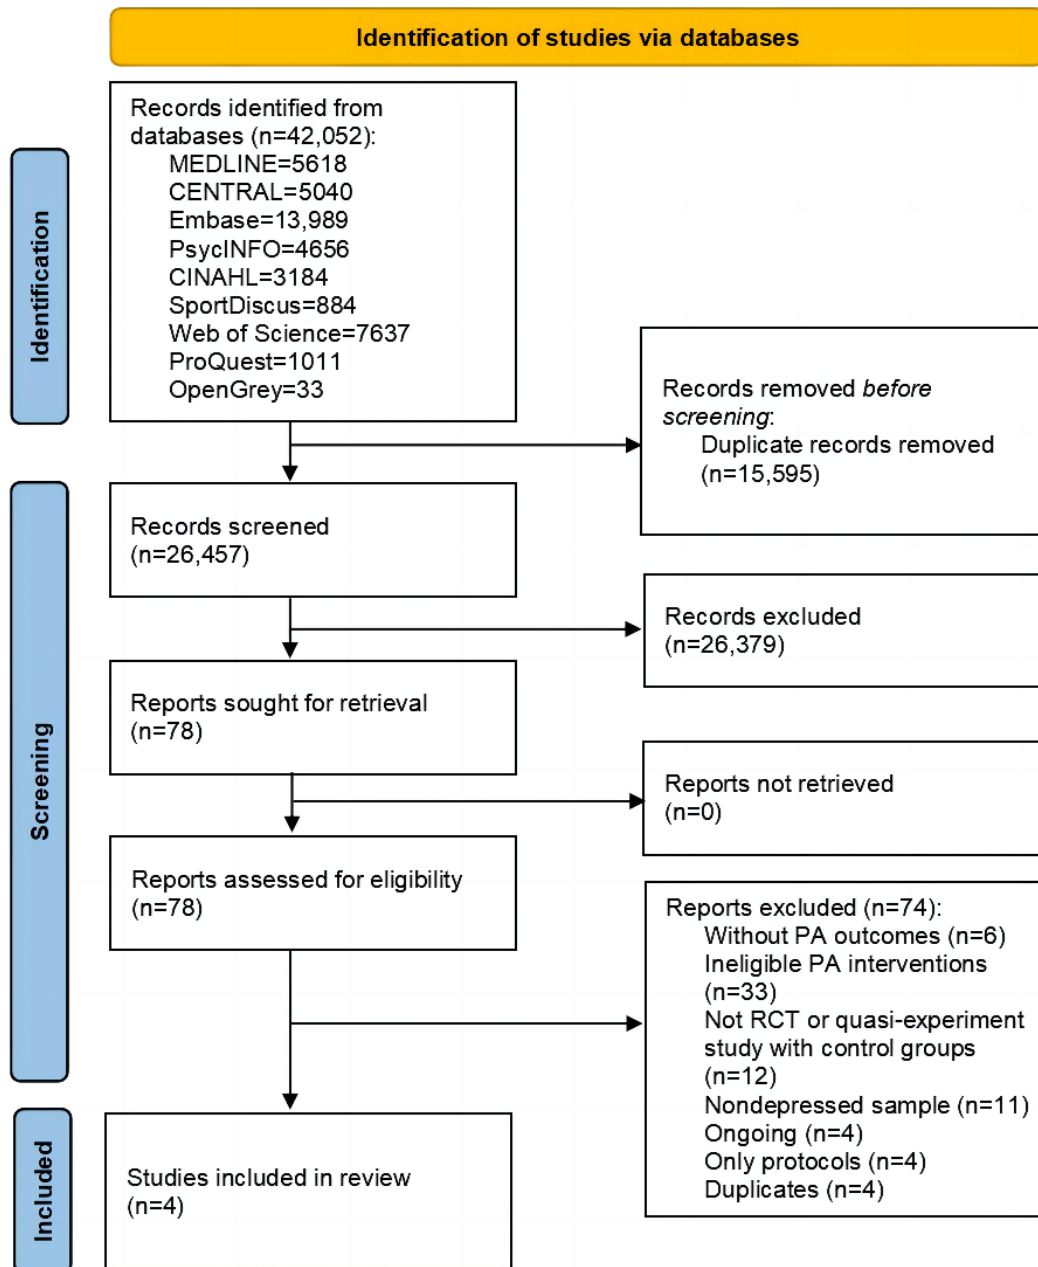 Identification of studies via databases
Identification
Records identified from
databases (n=42,052):
MEDLINE=5618
CENTRAL=5040
Embase=13,989
PsycINFO=4656
CINAHL=3184
SportDiscus=884
Web of Science=7637
ProQuest=1011
OpenGrey=33
Records removed before
screening:
Duplicate records removed
(n=15,595)
Screening
Records screened
(n=26,457)
Records excluded
(n=26,379)
Reports sought for retrieval
(n=78)
Reports not retrieved
(n=0)
Reports assessed for eligibility
(n=78)
Reports excluded (n=74):
Without PA outcomes (n=6)
Ineligible PA interventions
(n=33)
Not RCT or quasi-experiment
study with control groups
(n=12)
Nondepressed sample (n=11)
Ongoing (n=4)
Only protocols (n=4)
Duplicates (n=4)
Included
Studies included in review
(n=4)